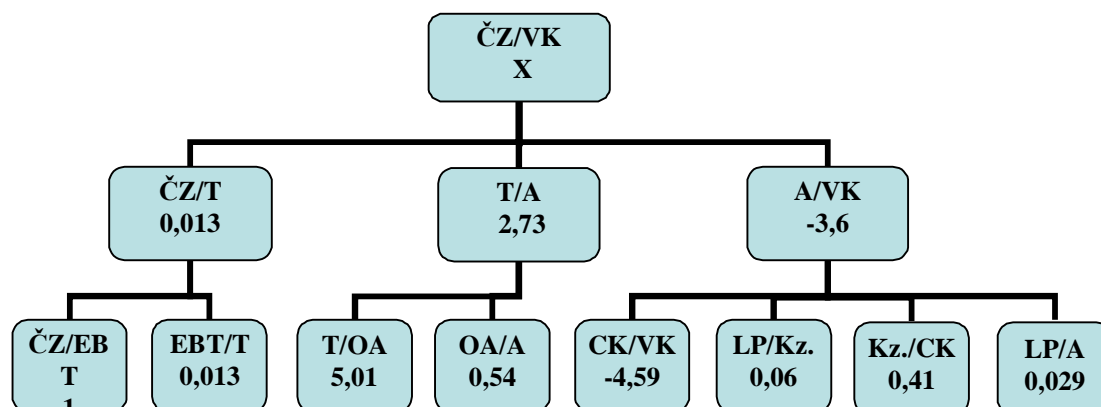 ČZ/VK
X
ČZ/T
0,013
T/A
2,73
A/VK
-3,6
ČZ/EB
T
1
EBT/T
0,013
T/OA
5,01
OA/A
0,54
CK/VK
-4,59
LP/Kz.
0,06
Kz./CK
0,41
LP/A
0,029